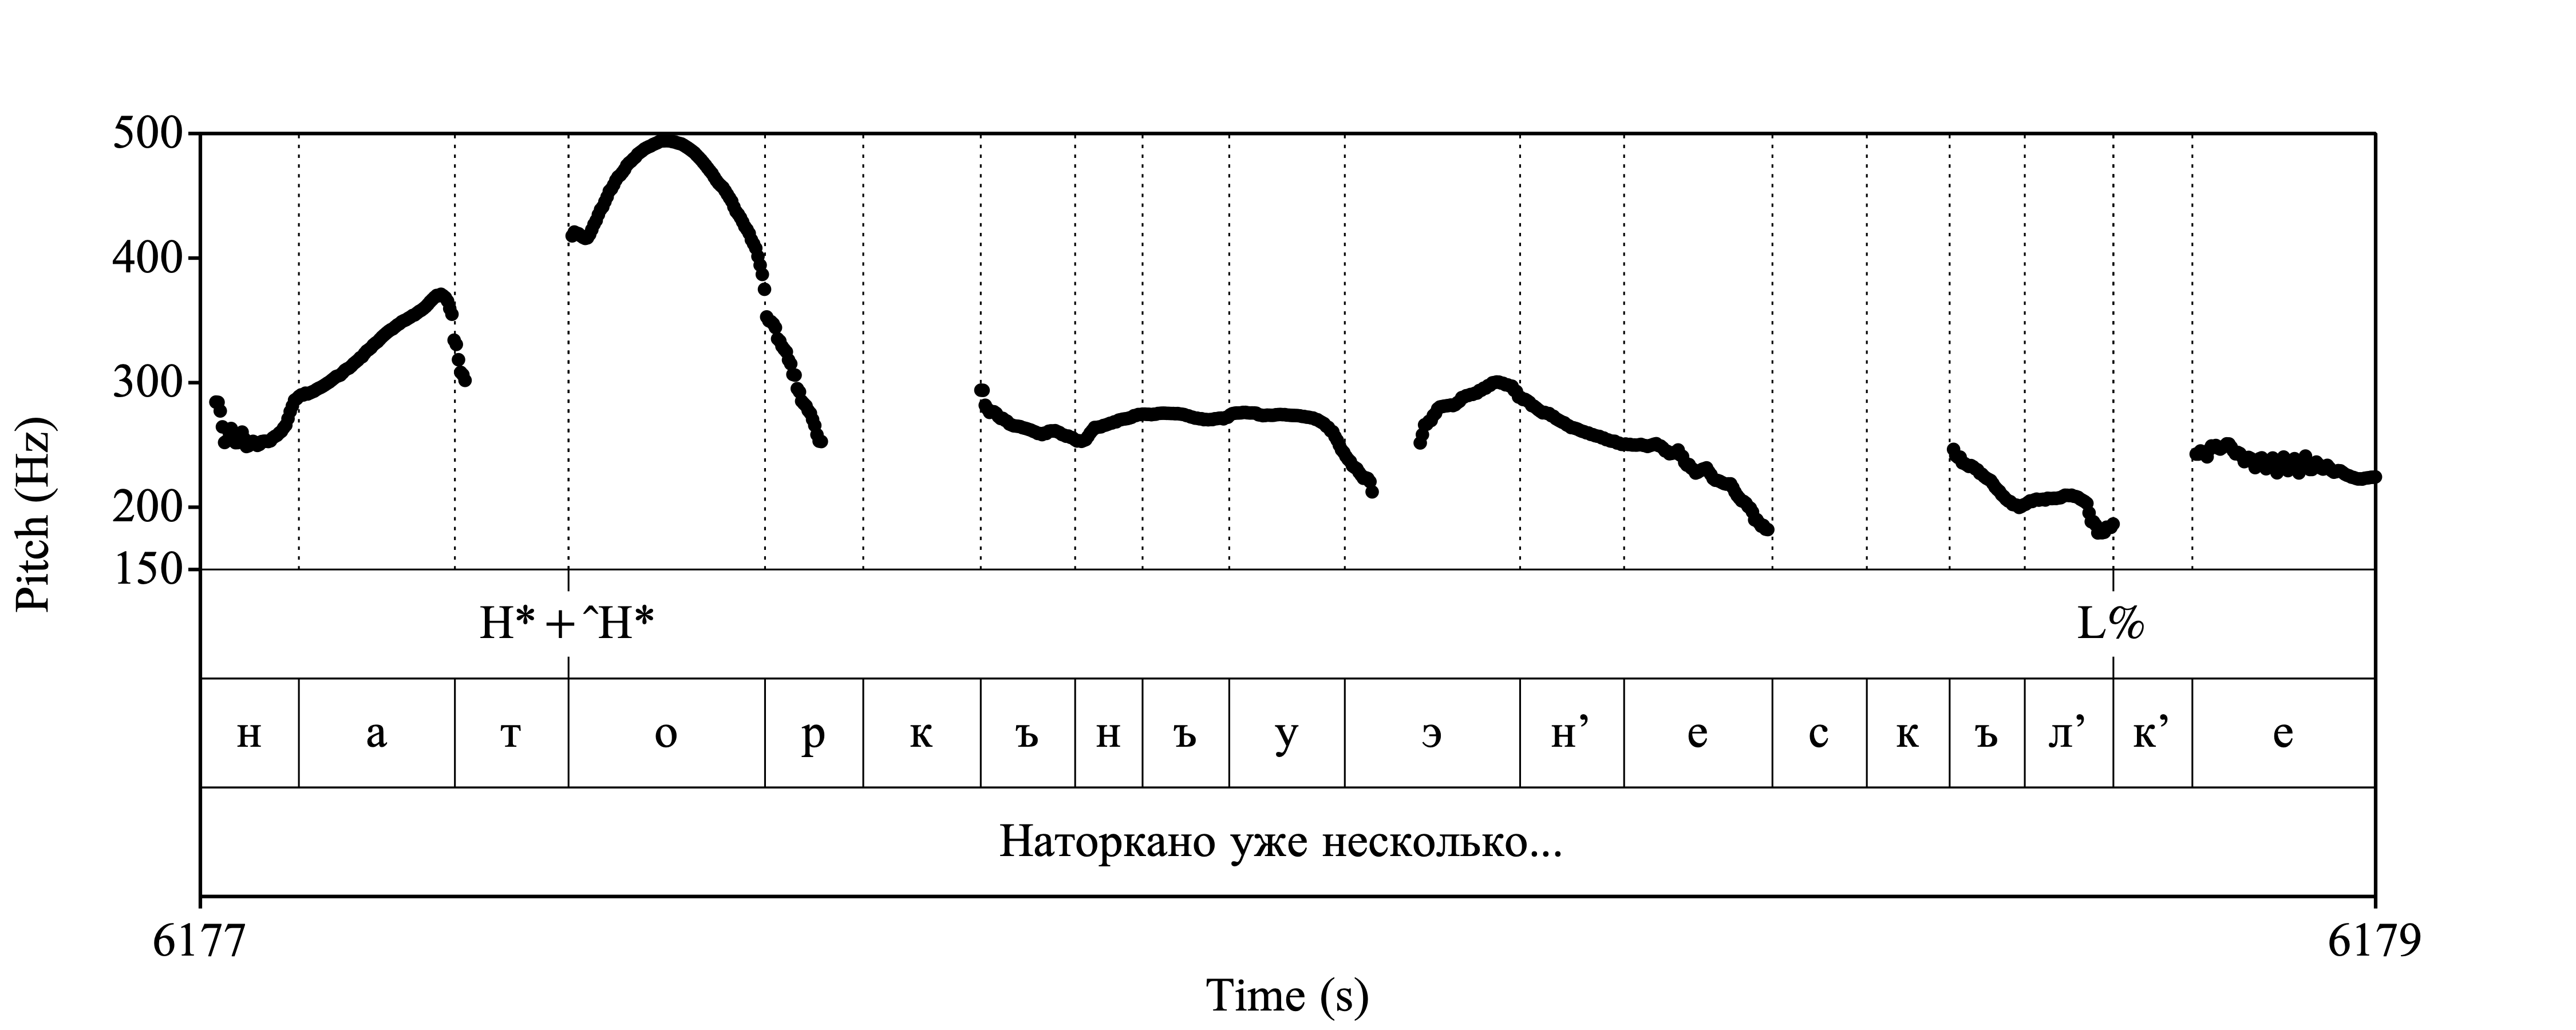 500
400
300
200
150
Pitch (Hz)
H* + ˆH* L%
н а т о р к ъ н ъ у э н’ е с к ъ л’ к’ е
Наторкано уже несколько...
6177 6179
Time (s)